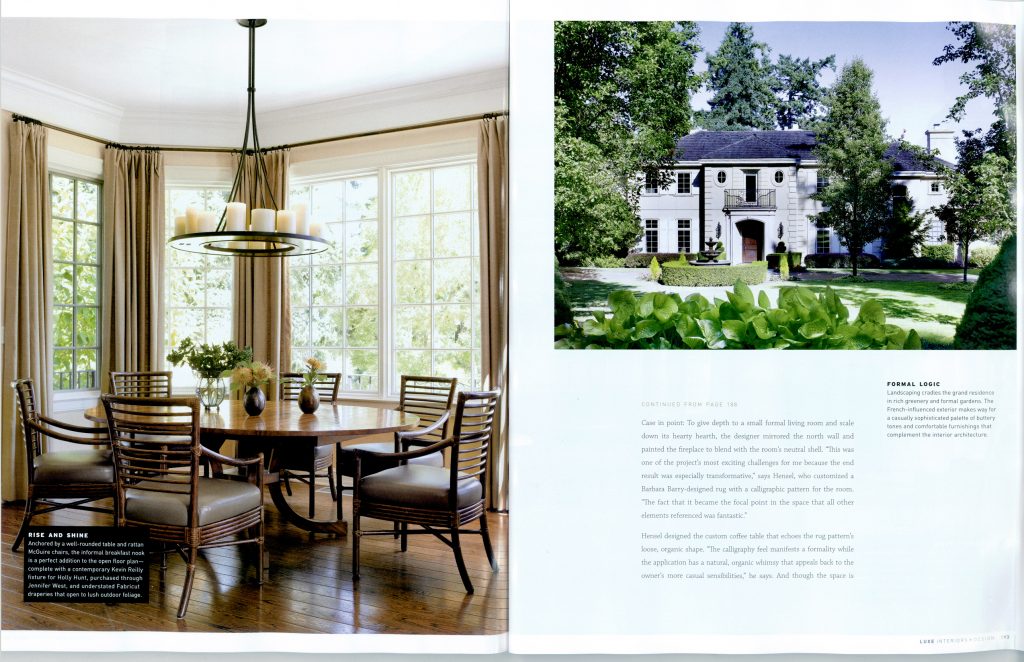 RISE AND SHINE
Anchored by a well-rounded table and rattan
McGuire chairs, the informal breakfast nook
is a perfect addition to the open floor plan—
complete with a contemporary Kevin Reilly
fixture for Holly Hunt, purchased through
Jennifer West, and understated Fabricut
draperies that open to lush outdoor foliage.
FORMAL LOGIC
Landscaping cradles the grand residence
in rich greenery and formal gardens. The
French-influenced exterior makes way for
a casually sophisticated palette of buttery
tones and comfortable furnishings that
complement the interior architecture.
CONTINUED FROM PAGE 188
Case in point: To give depth to a small formal living room and scale
down its hearty hearth, the designer mirrored the north wall and
painted the fireplace to blend with the room's neutral shell. "This was
one of the project's most exciting challenges for me because the end
result was especially transformative," says Hensel, who customized a
Barbara Barry-designed rug with a calligraphic pattern for the room.
"The fact that it became the focal point in the space that all other
elements referenced was fantastic."
Hensel designed the custom coffee table that echoes the rug pattern's
loose, organic shape. "The calligraphy feel manifests a formality while
the application has a natural, organic whimsy that appeals back to the
owner's more casual sensibilities," he says. And though the space is
LUXE INTERIORS + DESIGN